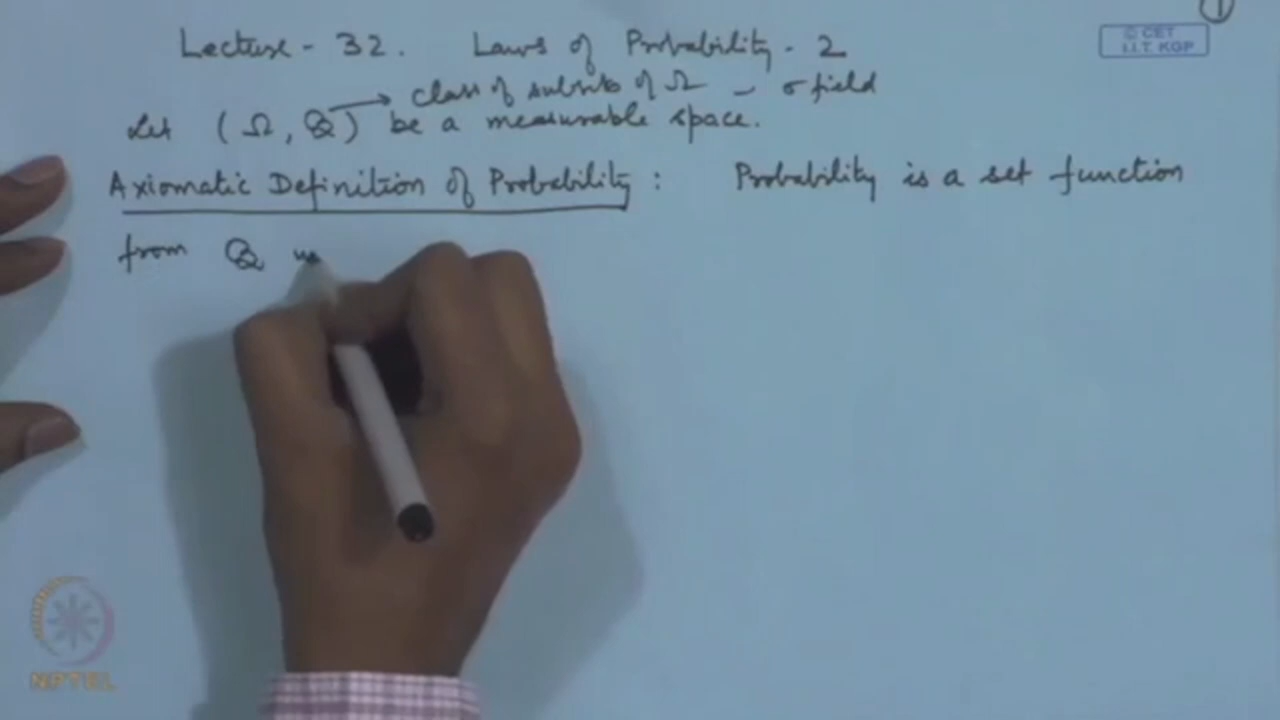 1
Lecture - 32. Laws of Probability - 2
© CET
I.I.T. KGP
class of subsets of Ω - σ field
Let (Ω, Q) → be a measurable space.
Axiomatic Definition of Probability : Probability is a set function
from Q
NPTEL